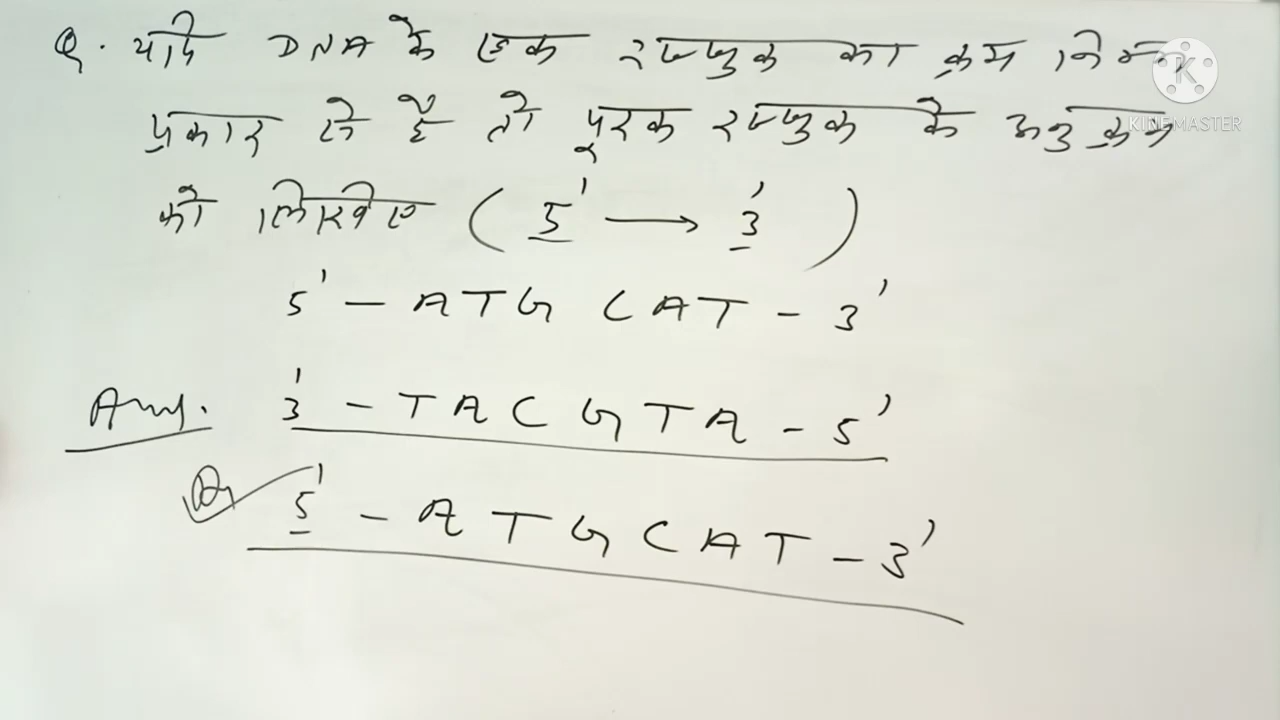 Q. यदि DNA के एक रज्जुक का क्रम निम्न
प्रकार से है तो पूरक रज्जुक के अनुक्रम
को लिखिए ( 5' → 3' )
5' - ATG CAT - 3'
Ans. 3' - TACGTA - 5'
5' - ATGCAT - 3'
K
KINEMASTER